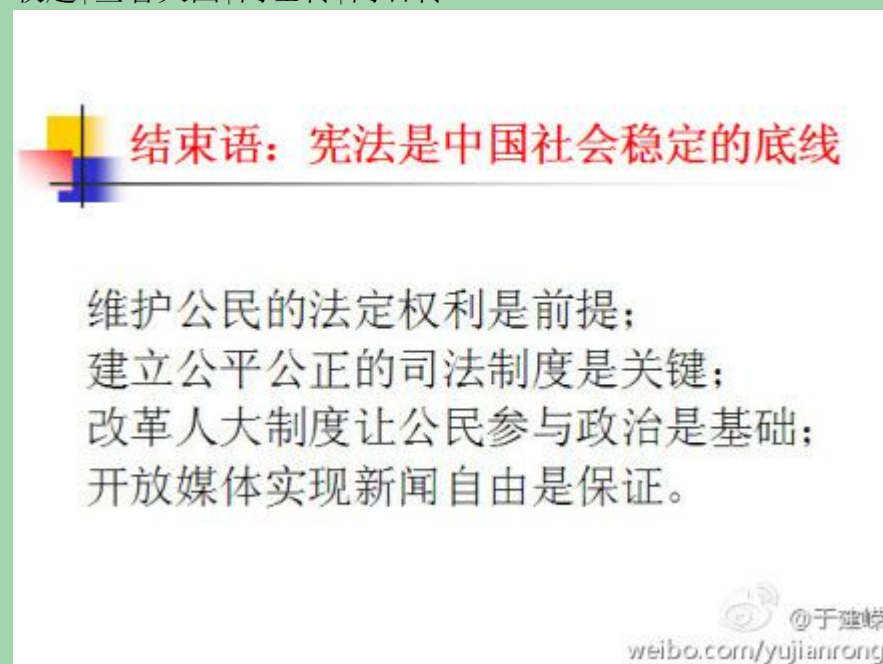 结束语：宪法是中国社会稳定的底线
维护公民的法定权利是前提；
建立公平公正的司法制度是关键；
改革人大制度让公民参与政治是基础；
开放媒体实现新闻自由是保证。
@于建嵘
weibo.com/yujianrong